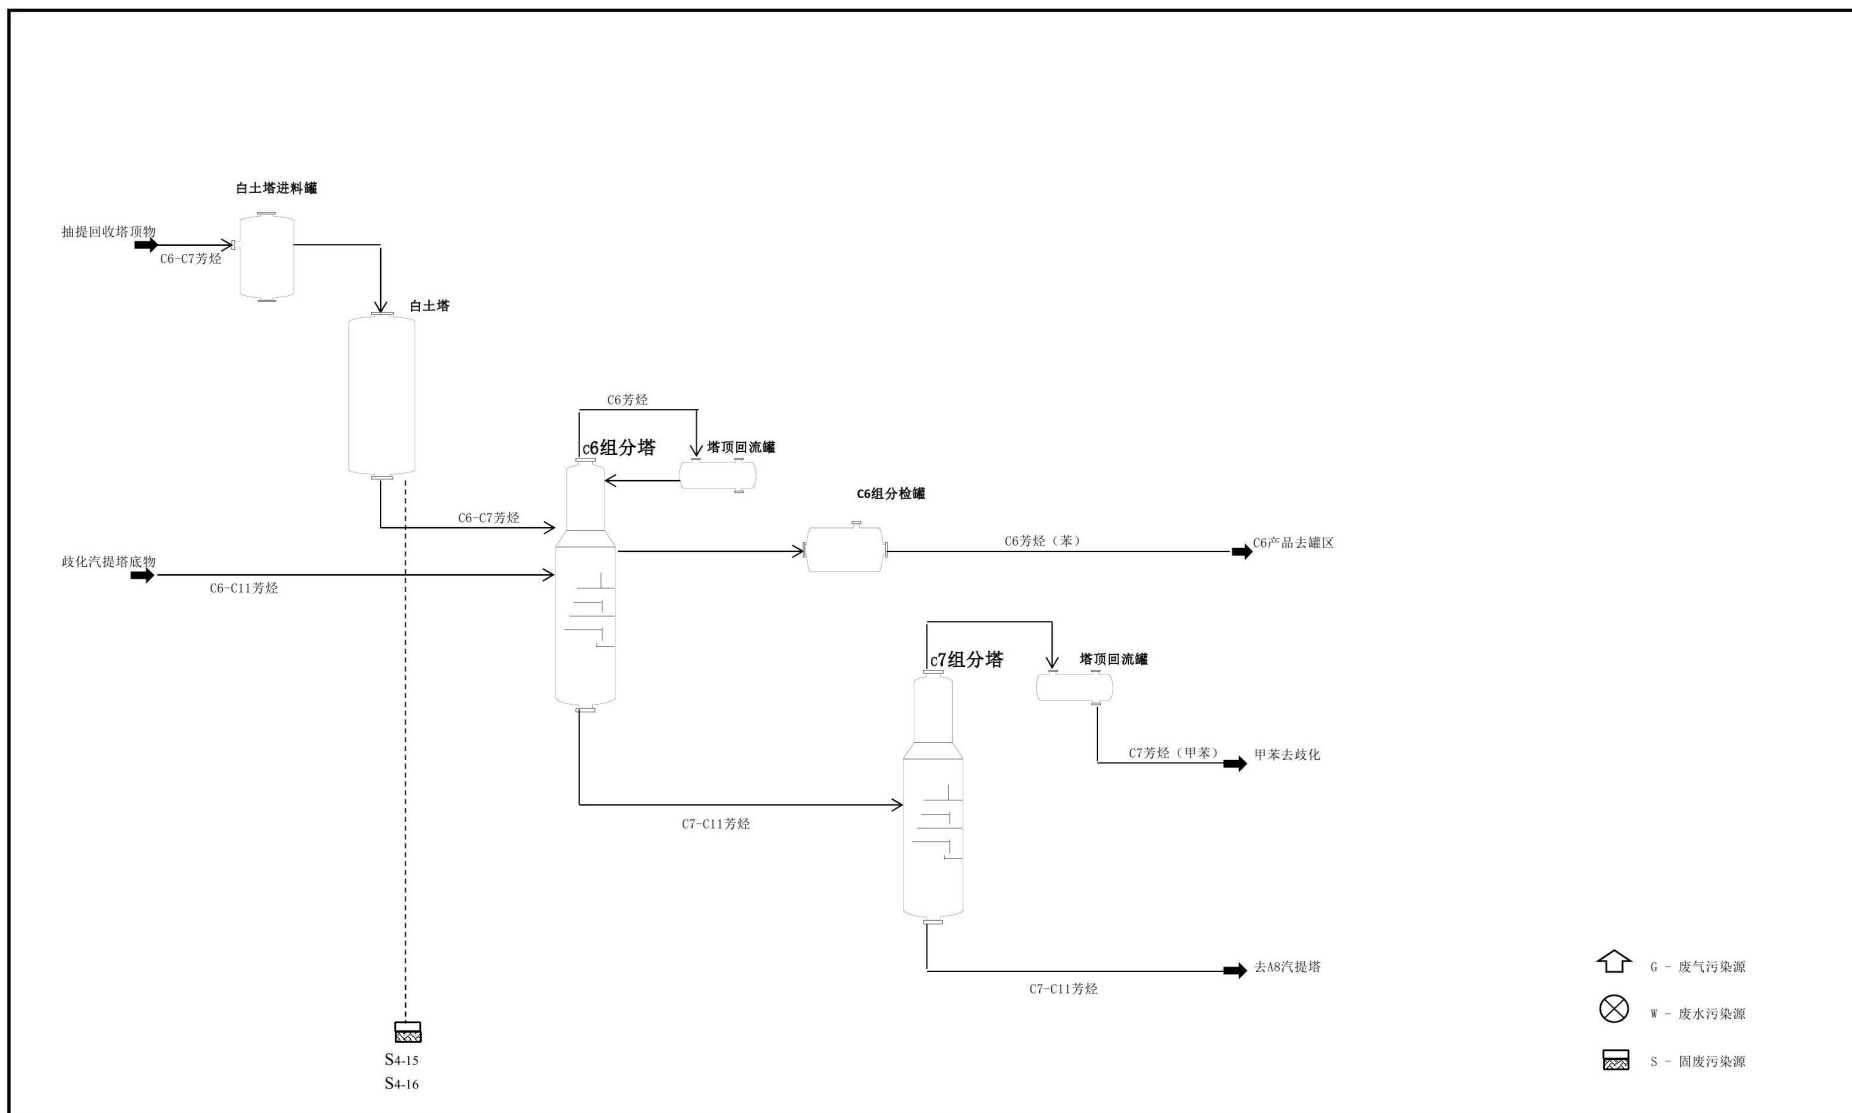 白土塔进料罐
抽提回收塔顶物
C6-C7芳烃
白土塔
C6芳烃
C6组分塔
塔顶回流罐
C6组分检罐
C6-C7芳烃
C6芳烃（苯）
C6产品去罐区
歧化汽提塔底物
C6-C11芳烃
C7组分塔
塔顶回流罐
C7芳烃（甲苯）
甲苯去歧化
C7-C11芳烃
去A8汽提塔
C7-C11芳烃
G - 废气污染源
W - 废水污染源
S - 固废污染源
S4-15
S4-16